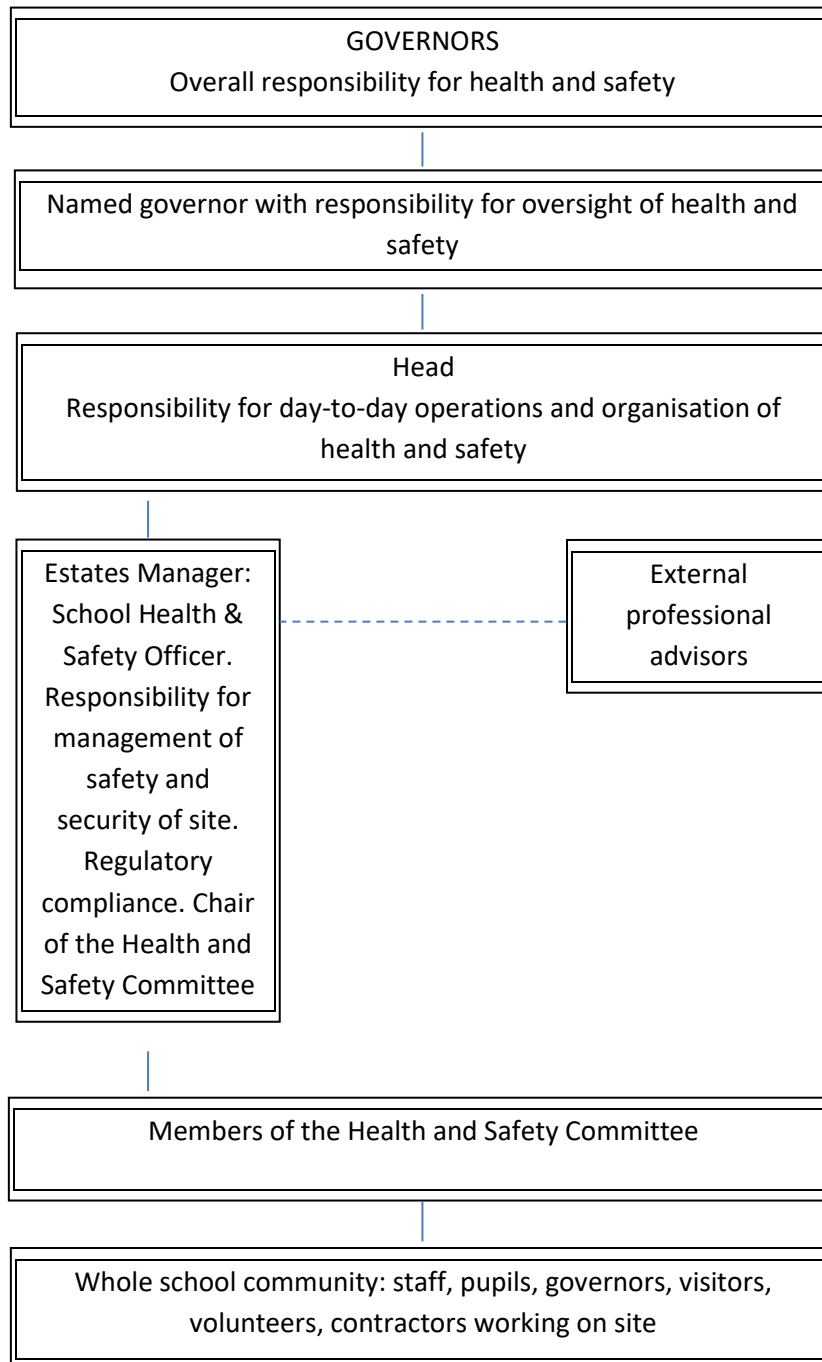 GOVERNORS
Overall responsibility for health and safety
Named governor with responsibility for oversight of health and
safety
Head
Responsibility for day-to-day operations and organisation of
health and safety
Estates Manager:
School Health &
Safety Officer.
Responsibility for
management of
safety and
security of site.
Regulatory
compliance. Chair
of the Health and
Safety Committee
External
professional
advisors
Members of the Health and Safety Committee
Whole school community: staff, pupils, governors, visitors,
volunteers, contractors working on site